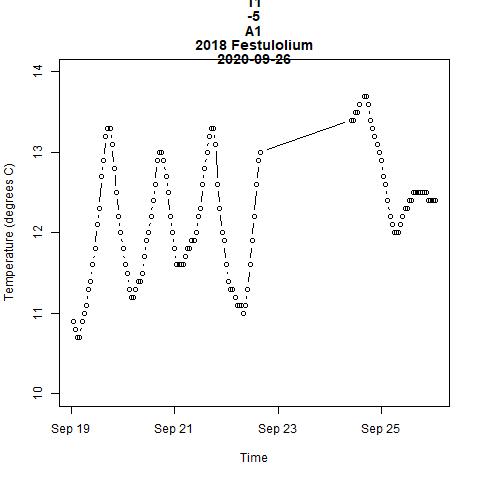 -5
A1
2018 Festulolium
2020-09-26
Temperature (degrees C)
14
13
12
11
10
Sep 19
Sep 21
Sep 23
Sep 25
Time